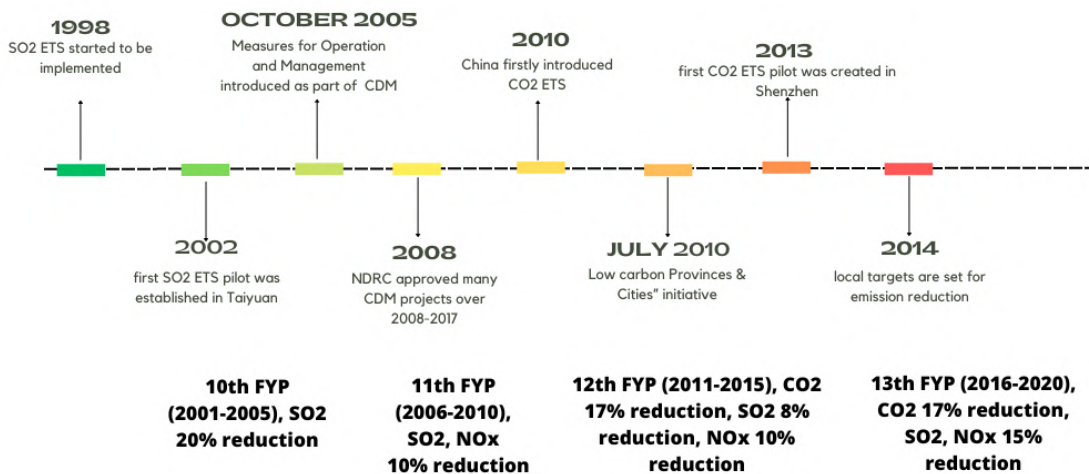 1998
SO2 ETS started to be
implemented
OCTOBER 2005
Measures for Operation
and Management
introduced as part of CDM
2010
China firstly introduced
CO2 ETS
2013
first CO2 ETS pilot was created in
Shenzhen
2002
first SO2 ETS pilot was
established in Taiyuan
2008
NDRC approved many
CDM projects over
2008-2017
JULY 2010
Low carbon Provinces &
Cities” initiative
2014
local targets are set for
emission reduction
10th FYP
(2001-2005), SO2
20% reduction
11th FYP
(2006-2010),
SO2, NOx
10% reduction
12th FYP (2011-2015), CO2
17% reduction, SO2 8%
reduction, NOx 10%
reduction
13th FYP (2016-2020),
CO2 17% reduction,
SO2, NOx 15%
reduction